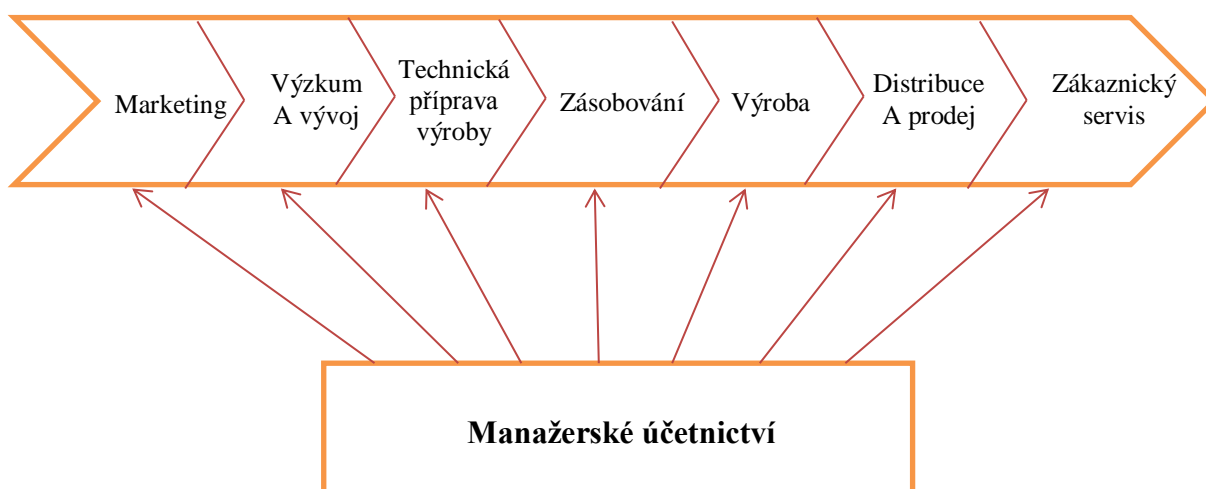 Marketing
Výzkum
A vývoj
Technická
příprava
výroby
Zásobování
Výroba
Distribuce
A prodej
Zákaznický
servis
Manažerské účetnictví